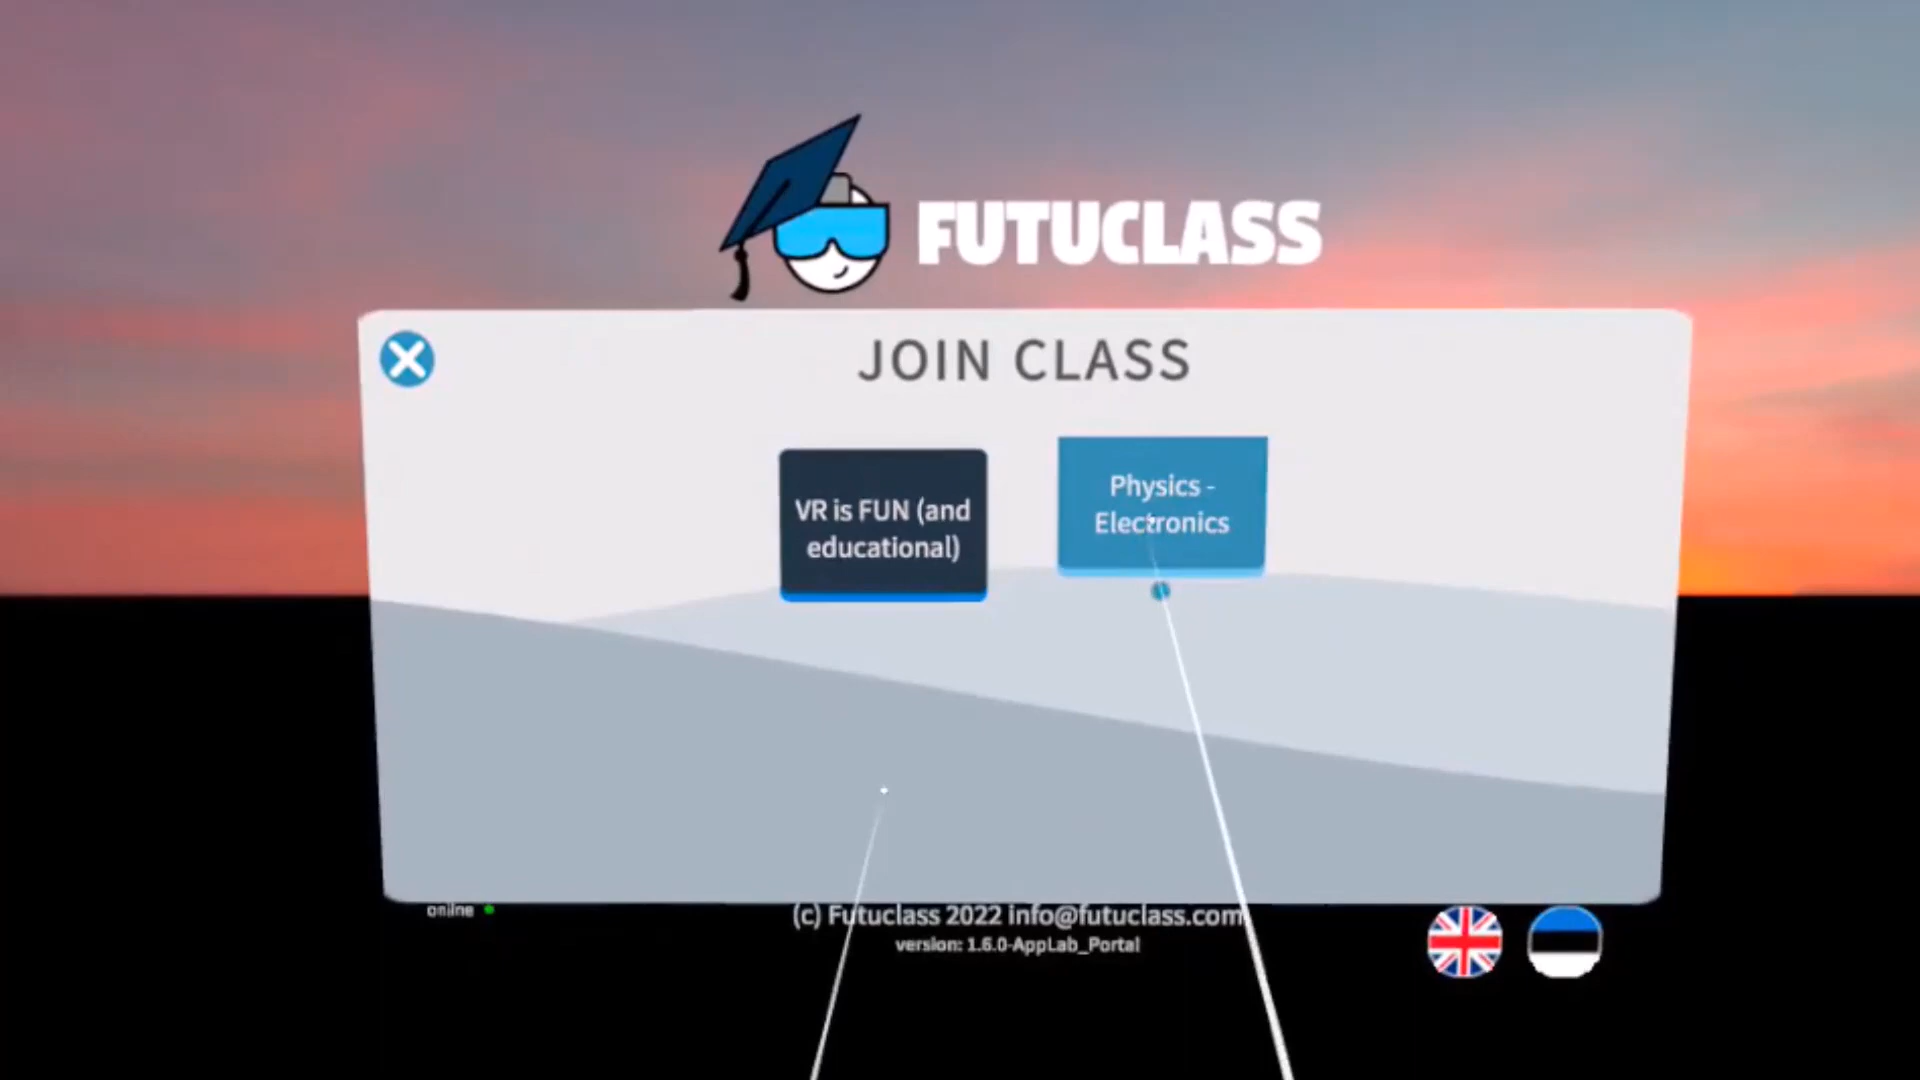 FUTUCLASS
JOIN CLASS
VR is FUN (and
educational)
Physics -
Electronics
online
(c) Futuclass 2022 info@futuclass.com
version: 1.6.0-AppLab_Portal